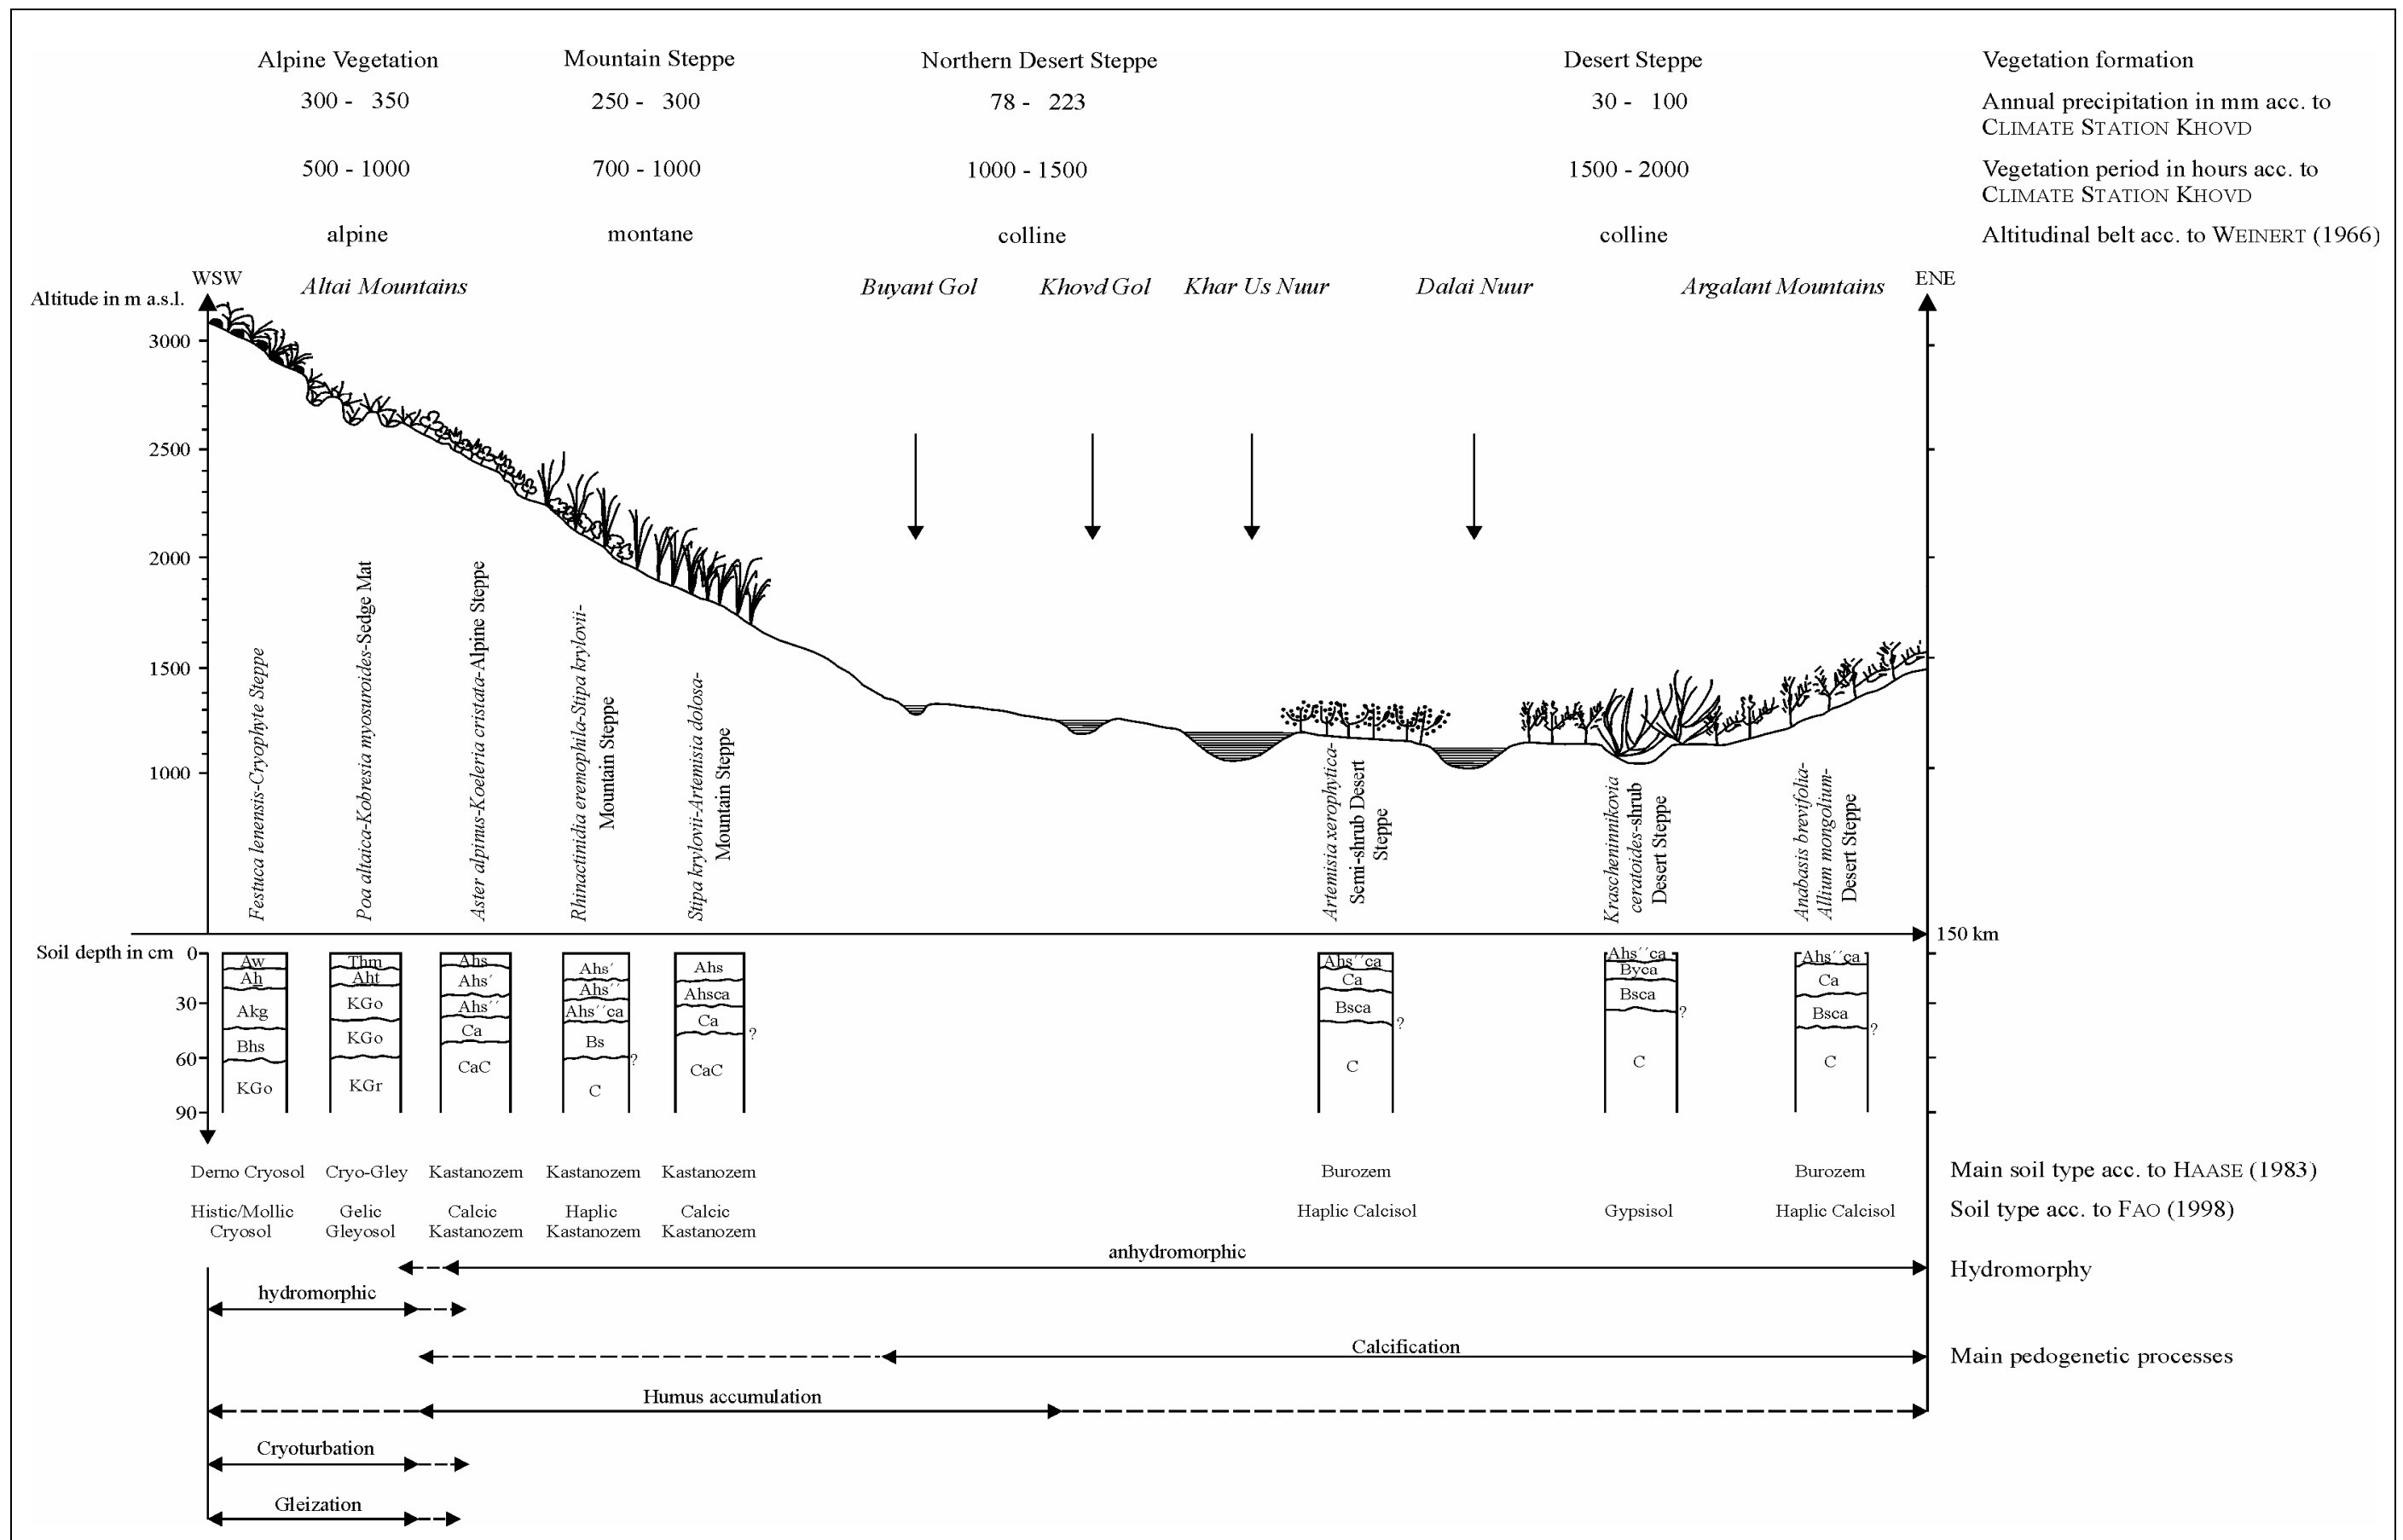 Alpine Vegetation Mountain Steppe Northern Desert Steppe Desert Steppe Vegetation formation
300 - 350 250 - 300 78 - 223 30 - 100 Annual precipitation in mm acc. to
CLIMATE STATION KHOVD
500 - 1000 700 - 1000 1000 - 1500 1500 - 2000 Vegetation period in hours acc. to
CLIMATE STATION KHOVD
alpine montane colline colline Altitudinal belt acc. to WEINERT (1966)
WSW ENE
Altitude in m a.s.l. Altai Mountains Buyant Gol Khovd Gol Khar Us Nuur Dalai Nuur Argalant Mountains
3000
2500
2000
1500
1000
Festuca lenensis-Cryophyte Steppe
Poa altaica-Kobresia myosuroides-Sedge Mat
Aster alpinus-Koeleria cristata-Alpine Steppe
Rhinactinidia eremophila-Stipa krylovii-
Mountain Steppe
Stipa krylovii-Artemisia dolosa-
Mountain Steppe
Artemisia xerophytica-
Semi-shrub Desert
Steppe
Krascheninnikovia
ceratoides-shrub
Desert Steppe
Anabasis brevifolia-
Allium mongolium-
Desert Steppe
150 km
Soil depth in cm
0
30
60
90
Aw
Ah
Akg
Bhs
KGo
Thm
Aht
KGo
KGo
KGr
Ahs
Ahs´
Ahs´´
Ca
CaC
Ahs´
Ahs´´
Ahs´´ca
Bs
?
C
Ahs
Ahsca
Ca
?
CaC
Ahs´´ca
Ca
Bsca
?
C
Ahs´´ca
Byca
Bsca
?
C
Ahs´´ca
Ca
Bsca
?
C
Derno Cryosol Cryo-Gley Kastanozem Kastanozem Kastanozem Burozem Burozem Main soil type acc. to HAASE (1983)
Histic/Mollic Gelic Calcic Haplic Calcic Haplic Calcisol Gypsisol Haplic Calcisol Soil type acc. to FAO (1998)
Cryosol Gleyosol Kastanozem Kastanozem Kastanozem
anhydromorphic
Hydromorphy
hydromorphic
Calcification
Main pedogenetic processes
Humus accumulation
Cryoturbation
Gleization